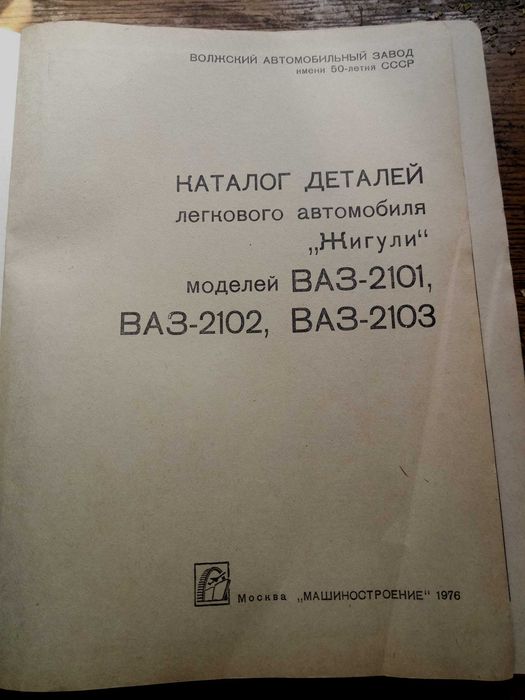 ВОЛЖСКИЙ АВТОМОБИЛЬНЫЙ ЗАВОД
имени 50-летия СССР
КАТАЛОГ ДЕТАЛЕЙ
легкового автомобиля
„Жигули“
моделей ВАЗ-2101,
ВАЗ-2102, ВАЗ-2103
Москва „МАШИНОСТРОЕНИЕ“ 1976